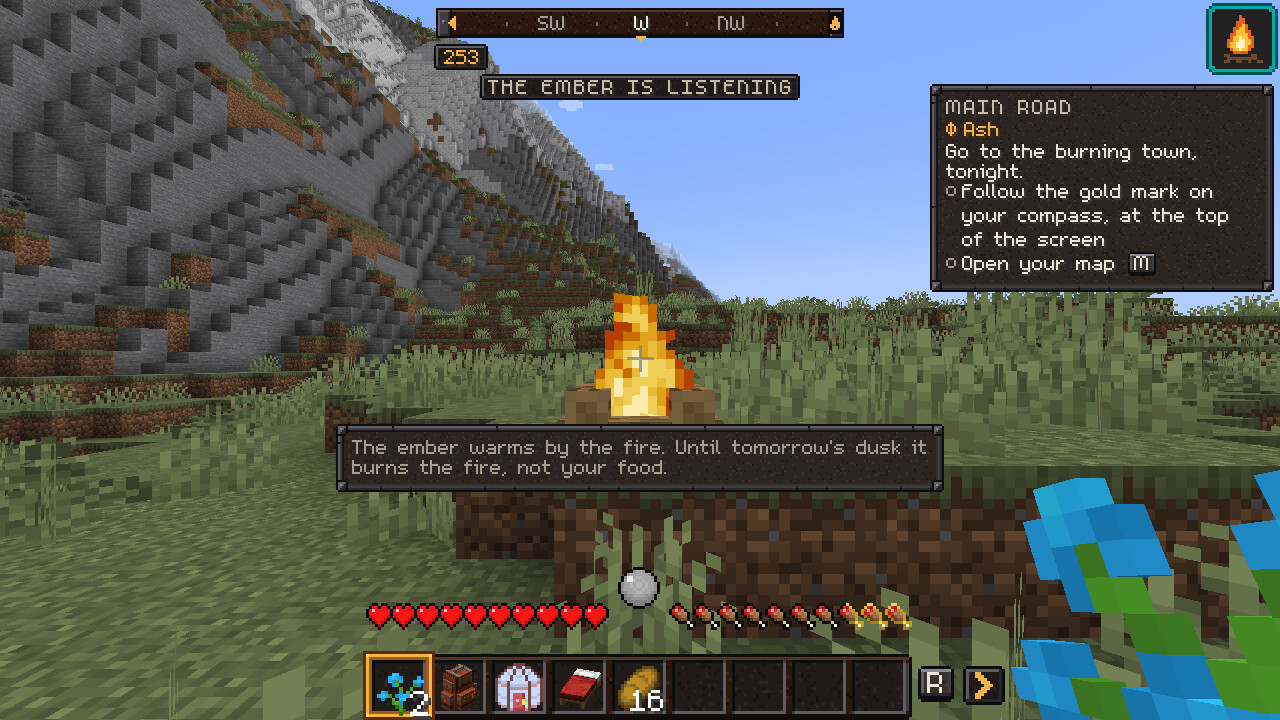 SW W NW
253
THE EMBER IS LISTENING
MAIN ROAD
Ash
Go to the burning town,
tonight.
Follow the gold mark on
your compass, at the top
of the screen
Open your map M
The ember warms by the fire. Until tomorrow's dusk it
burns the fire, not your food.
2
16
R